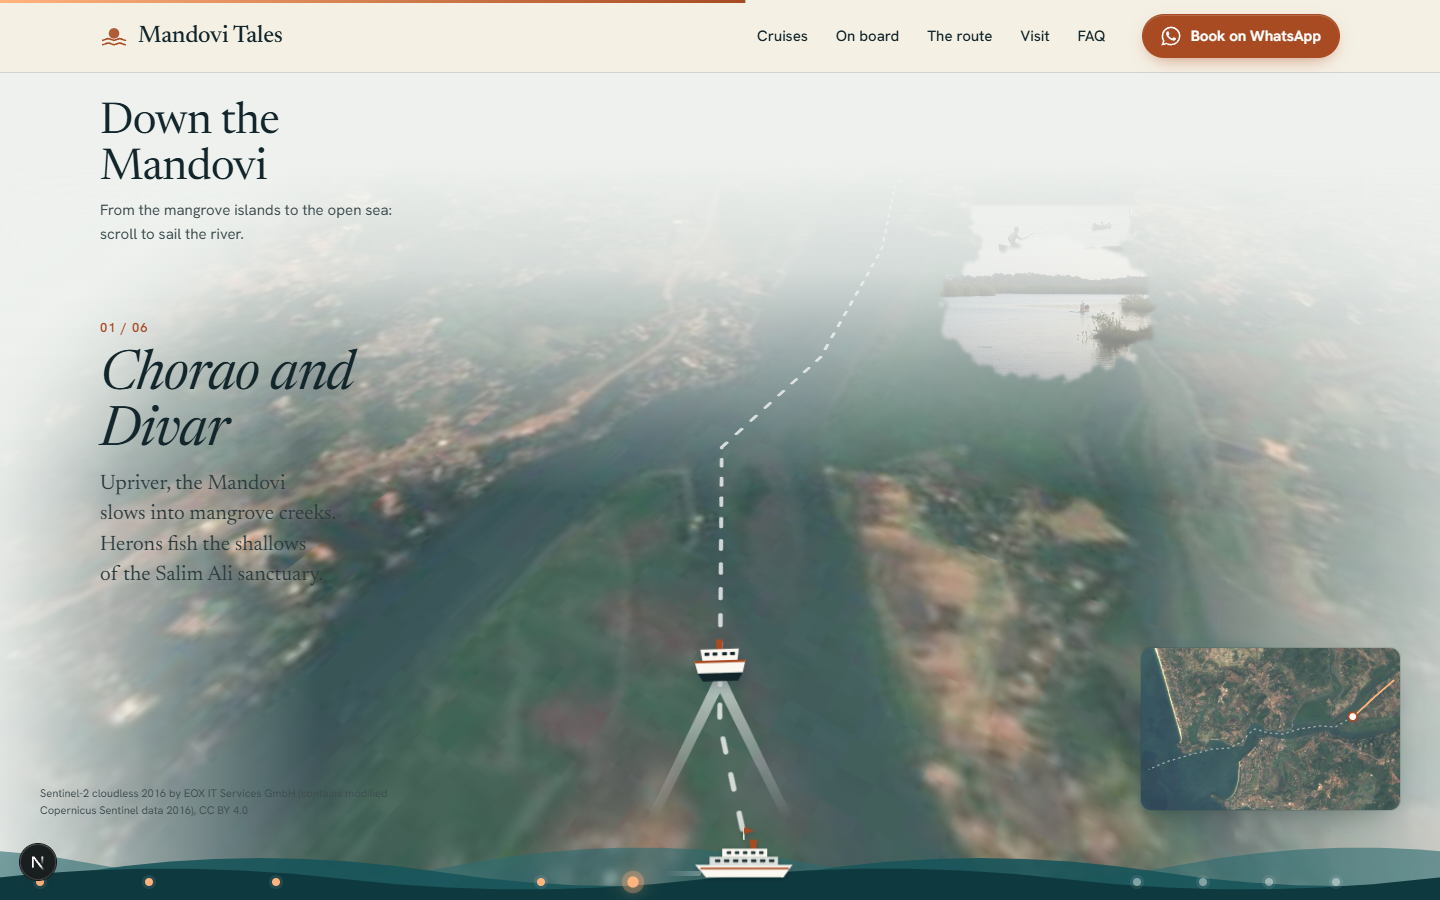 Mandovi Tales
Cruises
On board
The route
Visit
FAQ
Book on WhatsApp
Down the
Mandovi
From the mangrove islands to the open sea:
scroll to sail the river.
01 / 06
Chorao and
Divar
Upriver, the Mandovi
slows into mangrove creeks.
Herons fish the shallows
of the Salim Ali sanctuary.
Sentinel-2 cloudless 2016 by EOX IT Services GmbH (contains modified
Copernicus Sentinel data 2016), CC BY 4.0
N